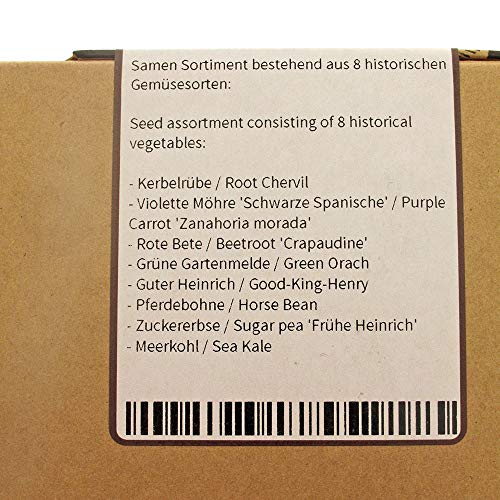 Samen Sortiment bestehend aus 8 historischen
Gemüsesorten:
Seed assortment consisting of 8 historical
vegetables:
- Kerbelrübe / Root Chervil
- Violette Möhre 'Schwarze Spanische' / Purple
Carrot 'Zanahoria morada'
- Rote Bete / Beetroot 'Crapaudine'
- Grüne Gartenmelde / Green Orach
- Guter Heinrich / Good-King-Henry
- Pferdebohne / Horse Bean
- Zuckererbse / Sugar pea 'Frühe Heinrich'
- Meerkohl / Sea Kale